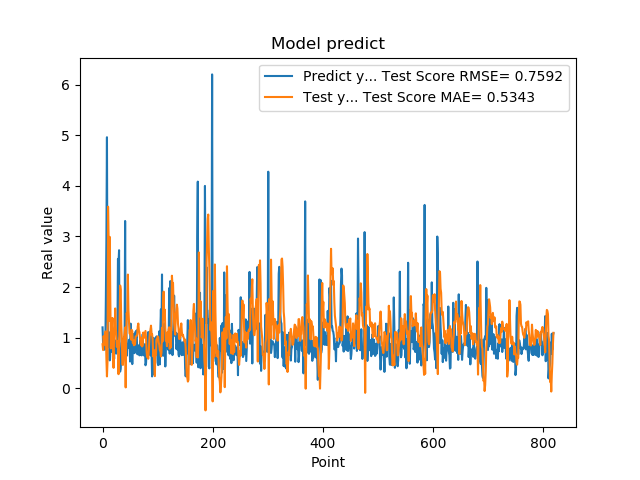 Model predict
Predict y... Test Score RMSE= 0.7592
Test y... Test Score MAE= 0.5343
Real value
6
5
4
3
2
1
0
0 200 400 600 800
Point